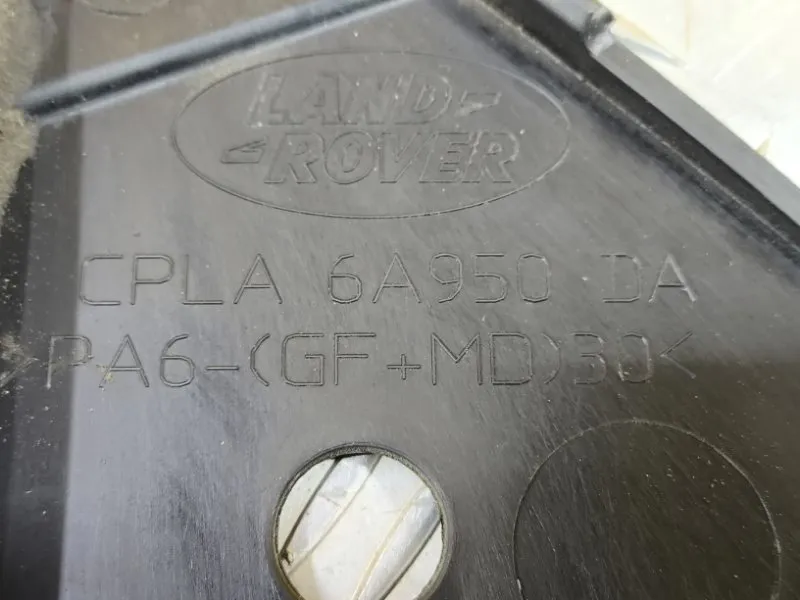 LAND
ROVER
CPLA 6A950 DA
>PA6-(GF+MD)30<